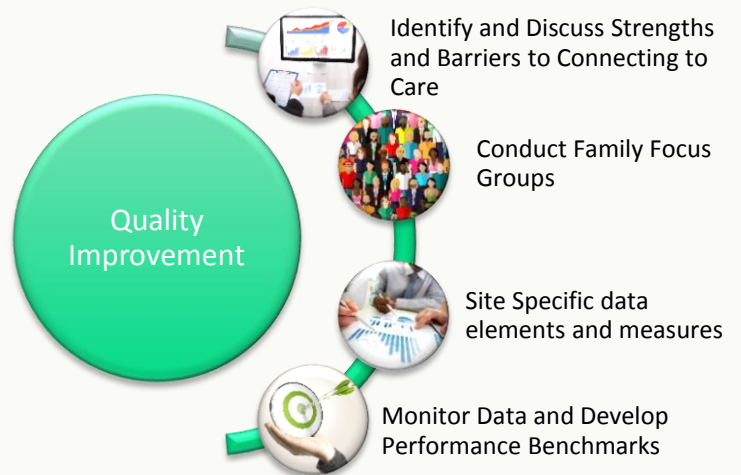 Identify and Discuss Strengths
and Barriers to Connecting to
Care
Conduct Family Focus
Groups
Quality
Improvement
Site Specific data
elements and measures
Monitor Data and Develop
Performance Benchmarks